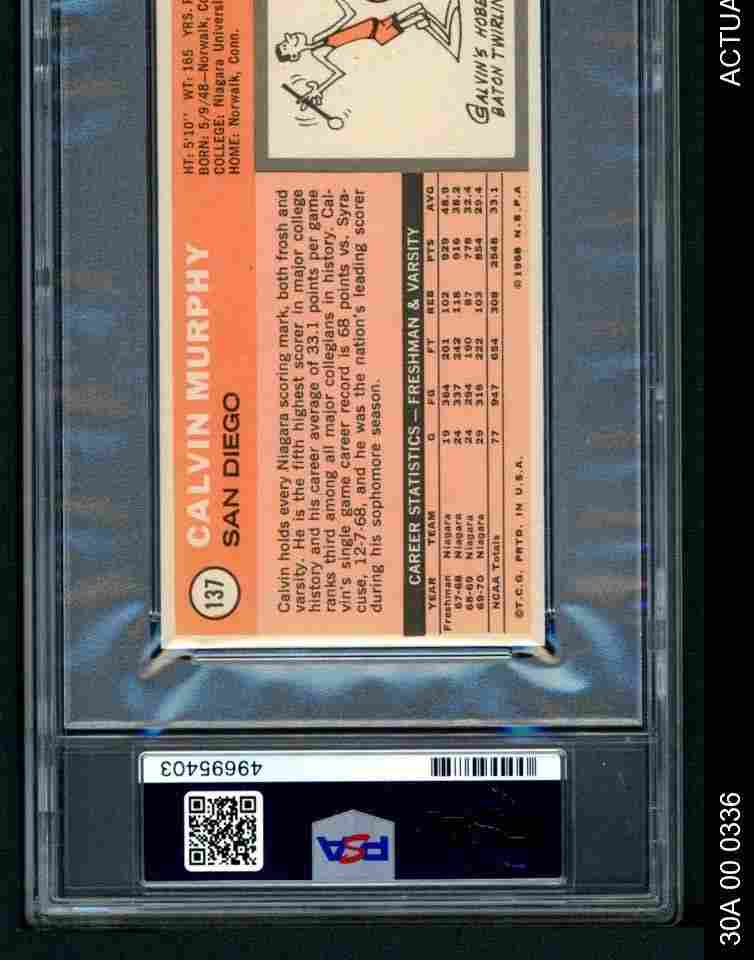 137
CALVIN MURPHY
SAN DIEGO
HT: 5'10" WT: 165 YRS.
BORN: 5/9/48—Norwalk,
COLLEGE: Niagara
HOME: Norwalk, Conn.
Calvin holds every Niagara scoring mark, both frosh and
varsity. He is the fifth highest scorer in major college
history and his career average of 33.1 points per game
ranks third among all major collegians in history. Cal-
vin's single game career record is 68 points vs. Syra-
cuse, 12-7-68, and he was the nation's leading scorer
during his sophomore season.
CALVIN'S
BATON
CAREER STATISTICS — FRESHMAN & VARSITY
YEAR TEAM G FG FT REB PTS AVG
Freshman Niagara 19 364 201 102 929 48.9
67-68 Niagara 24 337 242 118 916 38.2
68-69 Niagara 24 294 190 87 778 32.4
69-70 Niagara 29 316 222 103 854 29.4
NCAA Totals 77 947 654 308 2548 33.1
©T.C.G. PRTD. IN U.S.A. ©1968 N.B.P.A
49695403
PSA
30A 00 0336
ACTUA